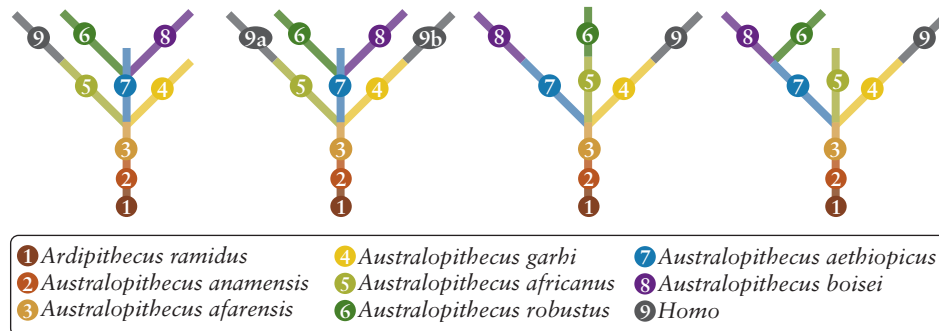 9 6 8 9a 6 8 9b 8 6 9 8 6 9
5 7 4 5 7 4 7 5 4 7 5 4
3 3 3 3
2 2 2 2
1 1 1 1
1 Ardipithecus ramidus 4 Australopithecus garhi 7 Australopithecus aethiopicus
2 Australopithecus anamensis 5 Australopithecus africanus 8 Australopithecus boisei
3 Australopithecus afarensis 6 Australopithecus robustus 9 Homo